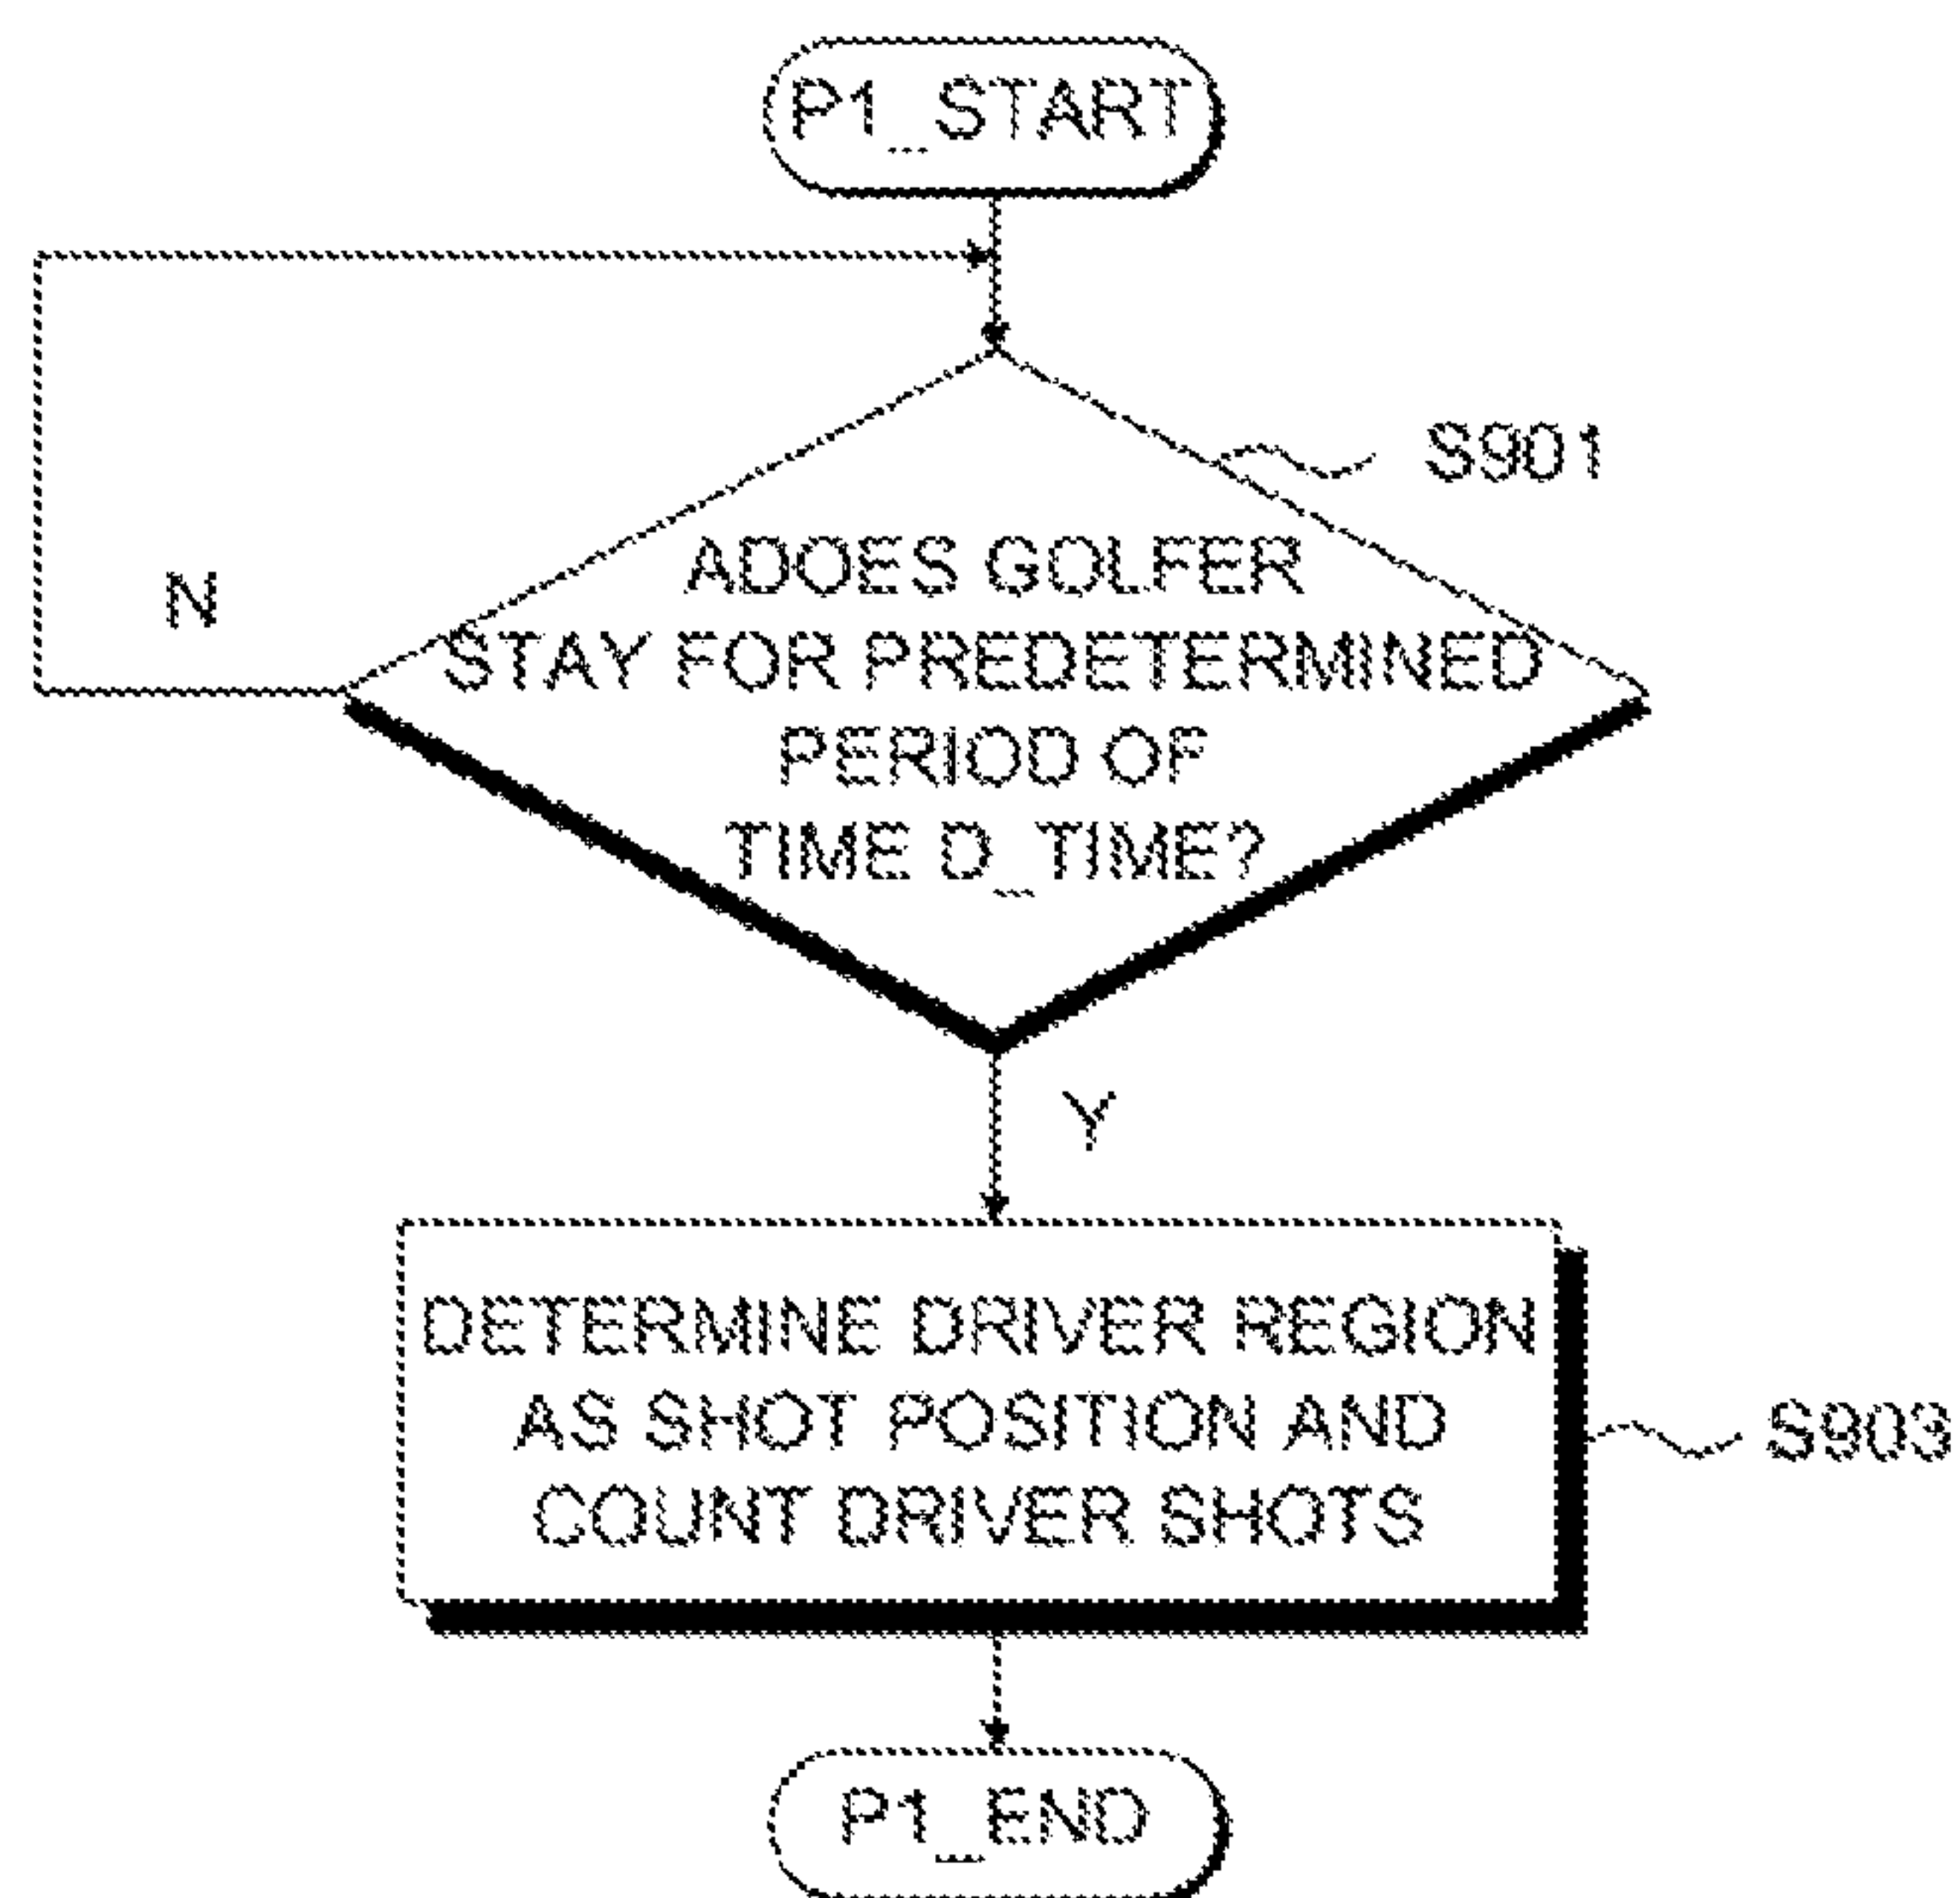 P1_START
S901
ADOES GOLFER
STAY FOR PREDETERMINED
PERIOD OF
TIME D_TIME?
N
Y
DETERMINE DRIVER REGION
AS SHOT POSITION AND
COUNT DRIVER SHOTS
S903
P1_END